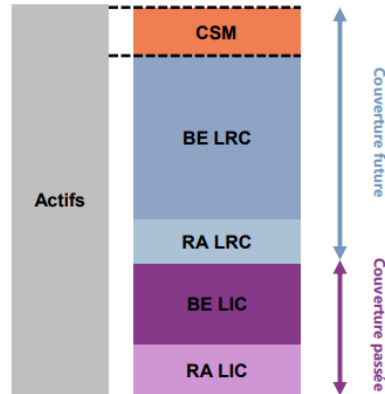 CSM
BE LRC
Actifs
RA LRC
BE LIC
RA LIC
Couverture future
Couverture passée